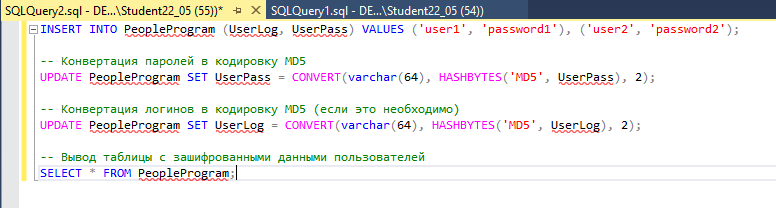 SQLQuery2.sql - DE...\Student22_05 (55))* SQLQuery1.sql - DE...\Student22_05 (54))
INSERT INTO PeopleProgram (UserLog, UserPass) VALUES ('user1', 'password1'), ('user2', 'password2');
-- Конвертация паролей в кодировку MD5
UPDATE PeopleProgram SET UserPass = CONVERT(varchar(64), HASHBYTES('MD5', UserPass), 2);
-- Конвертация логинов в кодировку MD5 (если это необходимо)
UPDATE PeopleProgram SET UserLog = CONVERT(varchar(64), HASHBYTES('MD5', UserLog), 2);
-- Вывод таблицы с зашифрованными данными пользователей
SELECT * FROM PeopleProgram;